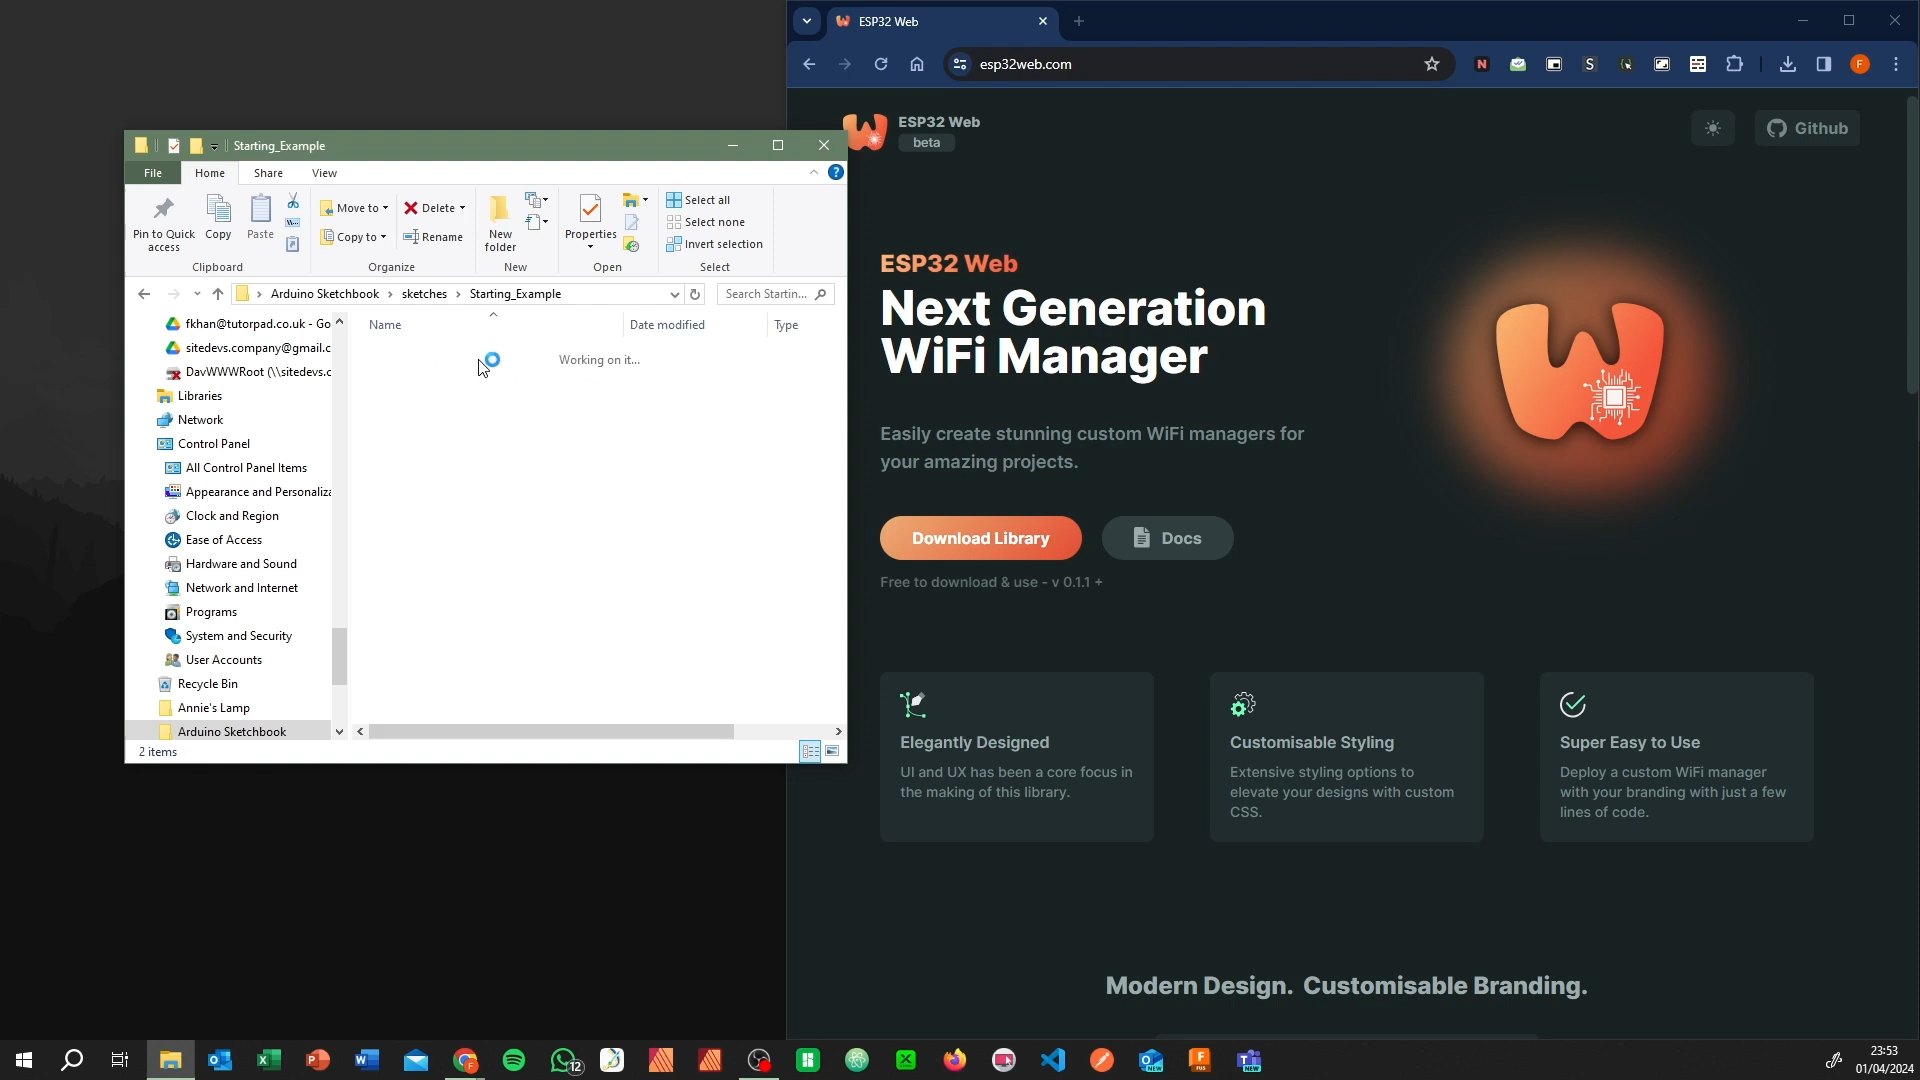 ESP32 Web
esp32web.com
ESP32 Web
beta
Github
Starting_Example
File
Home
Share
View
Pin to Quick access
Copy
Paste
Move to
Copy to
Delete
Rename
New folder
Properties
Select all
Select none
Invert selection
Clipboard
Organize
New
Open
Select
Arduino Sketchbook
sketches
Starting_Example
Search Startin...
fkhan@tutorpad.co.uk - Go
sitedevs.company@gmail.c
DavWWWRoot (\\sitedevs.c
Libraries
Network
Control Panel
All Control Panel Items
Appearance and Personaliza
Clock and Region
Ease of Access
Hardware and Sound
Network and Internet
Programs
System and Security
User Accounts
Recycle Bin
Annie's Lamp
Arduino Sketchbook
Name
Date modified
Type
Working on it...
2 items
ESP32 Web
Next Generation
WiFi Manager
Easily create stunning custom WiFi managers for
your amazing projects.
Download Library
Docs
Free to download & use - v 0.1.1 +
Elegantly Designed
UI and UX has been a core focus in
the making of this library.
Customisable Styling
Extensive styling options to
elevate your designs with custom
CSS.
Super Easy to Use
Deploy a custom WiFi manager
with your branding with just a few
lines of code.
Modern Design. Customisable Branding.
12
23:53
01/04/2024